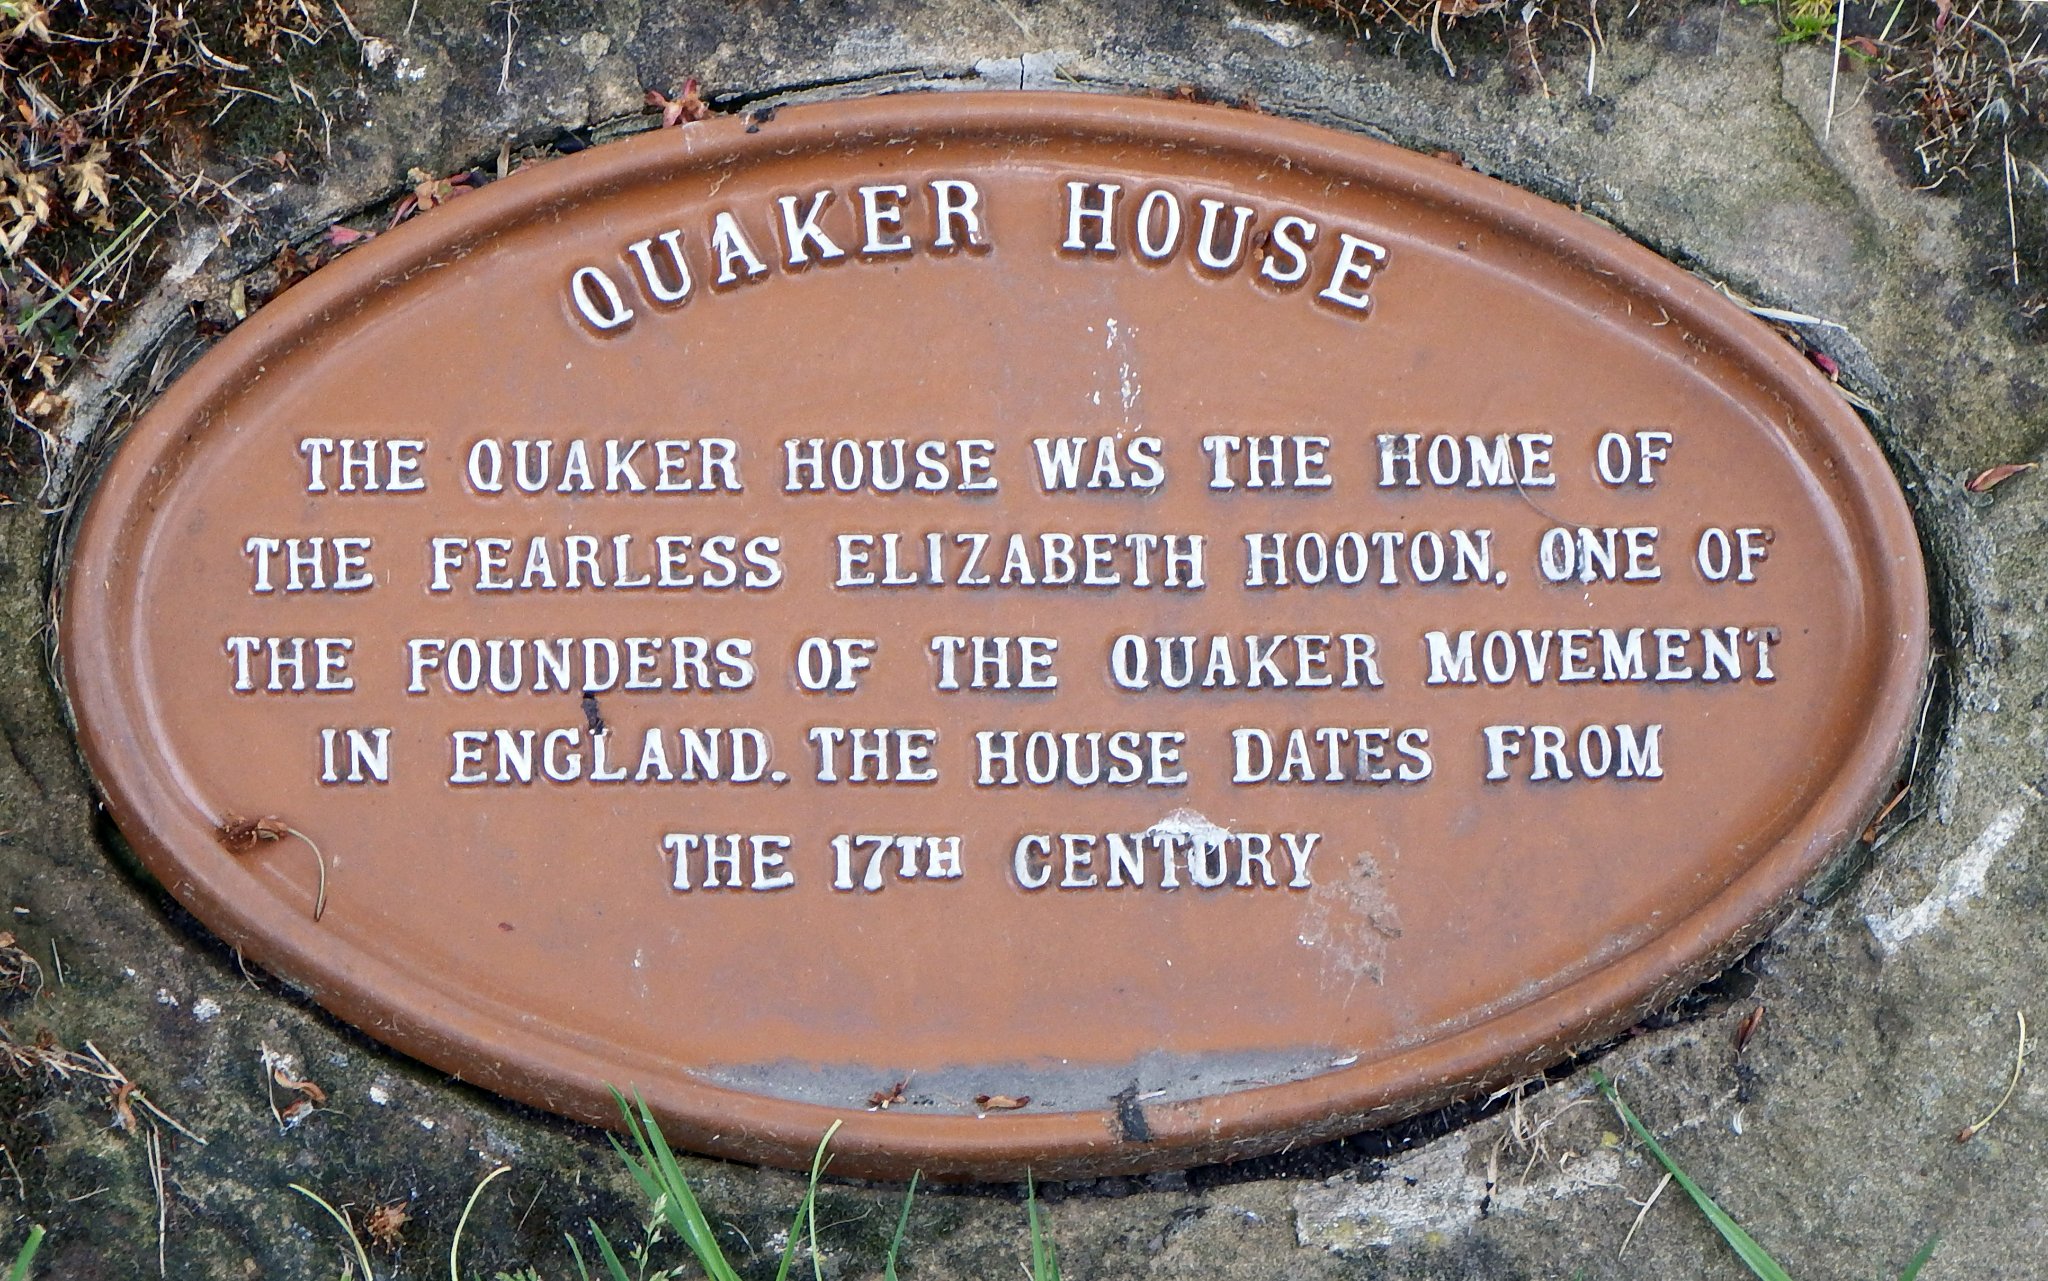 QUAKER HOUSE
THE QUAKER HOUSE WAS THE HOME OF
THE FEARLESS ELIZABETH HOOTON. ONE OF
THE FOUNDERS OF THE QUAKER MOVEMENT
IN ENGLAND. THE HOUSE DATES FROM
THE 17TH CENTURY